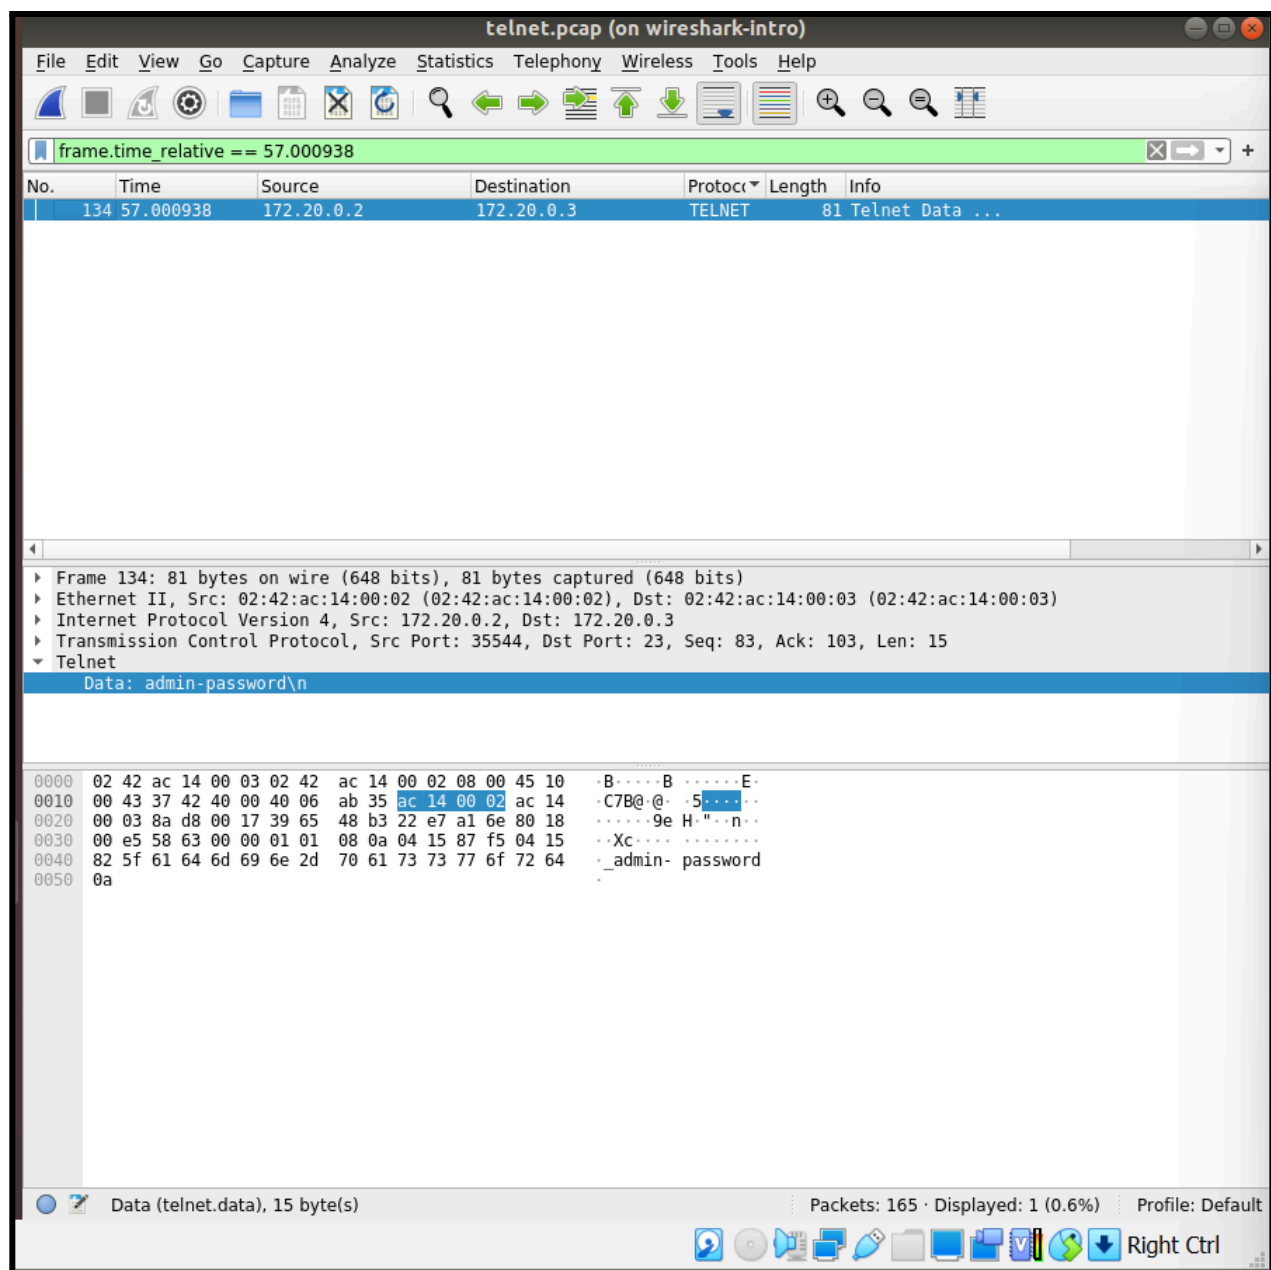 telnet.pcap (on wireshark-intro)
File Edit View Go Capture Analyze Statistics Telephony Wireless Tools Help
frame.time_relative == 57.000938
No. Time Source Destination Protoc Length Info
134 57.000938 172.20.0.2 172.20.0.3 TELNET 81 Telnet Data ...
Frame 134: 81 bytes on wire (648 bits), 81 bytes captured (648 bits)
Ethernet II, Src: 02:42:ac:14:00:02 (02:42:ac:14:00:02), Dst: 02:42:ac:14:00:03 (02:42:ac:14:00:03)
Internet Protocol Version 4, Src: 172.20.0.2, Dst: 172.20.0.3
Transmission Control Protocol, Src Port: 35544, Dst Port: 23, Seq: 83, Ack: 103, Len: 15
Telnet
Data: admin-password\n
0000 02 42 ac 14 00 03 02 42 ac 14 00 02 08 00 45 10 ·B·····B ······E·
0010 00 43 37 42 40 00 40 06 ab 35 ac 14 00 02 ac 14 ·C7B@·@· ·5······
0020 00 03 8a d8 00 17 39 65 48 b3 22 e7 a1 6e 80 18 ······9e H·"··n··
0030 00 e5 58 63 00 00 01 01 08 0a 04 15 87 f5 04 15 ··Xc···· ········
0040 82 5f 61 64 6d 69 6e 2d 70 61 73 73 77 6f 72 64 ·_admin- password
0050 0a ·
Data (telnet.data), 15 byte(s) Packets: 165 · Displayed: 1 (0.6%) Profile: Default
Right Ctrl